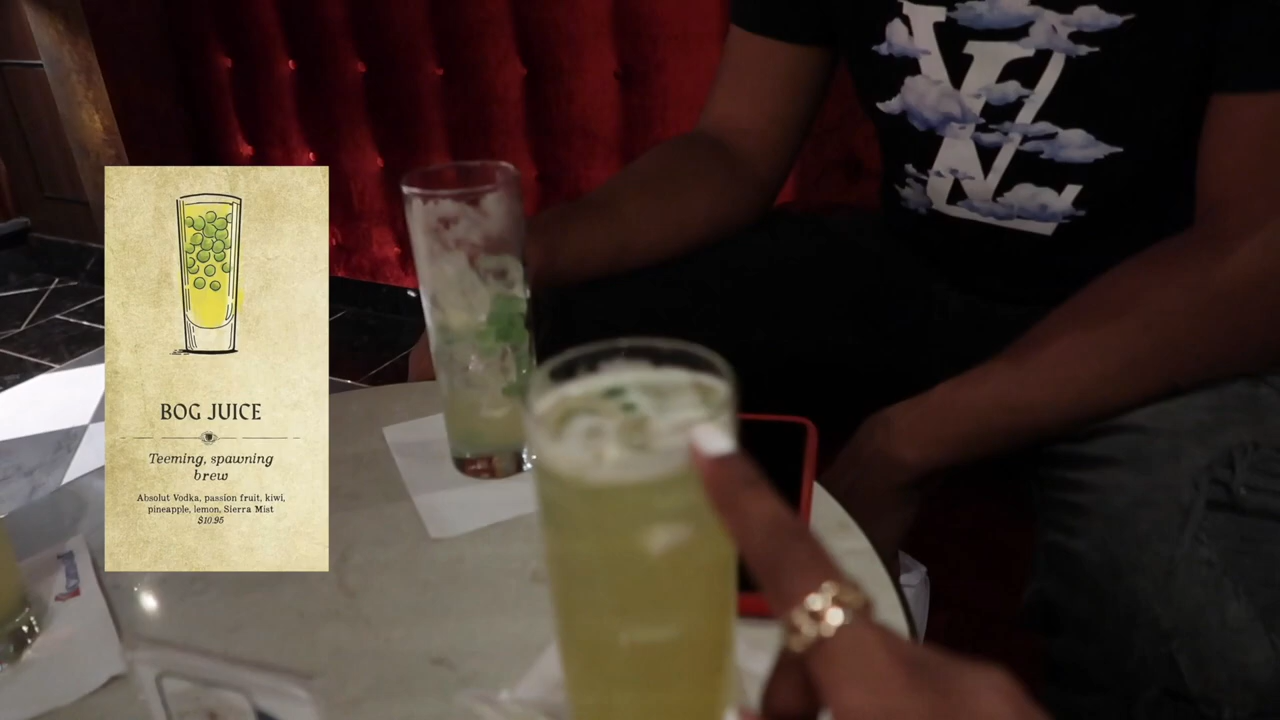 BOG JUICE
Teeming, spawning
brew
Absolut Vodka, passion fruit, kiwi,
pineapple, lemon, Sierra Mist
$10.95